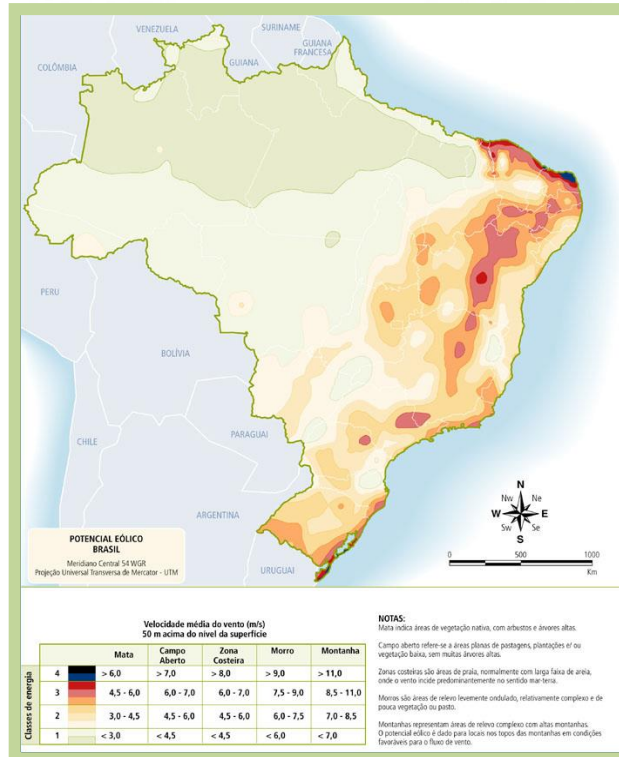 VENEZUELA
SURINAME
GUIANA
FRANCESA
GUIANA
COLÔMBIA
PERU
BOLÍVIA
PARAGUAI
CHILE
ARGENTINA
URUGUAI
N
Nw Ne
W E
Sw Se
S
0 500 1000
Km
POTENCIAL EÓLICO
BRASIL
Meridiano Central 54 WGR
Projeção Universal Transversa de Mercator - UTM
Velocidade média do vento (m/s)
50 m acima do nível da superfície
Mata Campo Aberto Zona Costeira Morro Montanha
Classes de energia
4 > 6,0 > 7,0 > 8,0 > 9,0 > 11,0
3 4,5 - 6,0 6,0 - 7,0 6,0 - 7,0 7,5 - 9,0 8,5 - 11,0
2 3,0 - 4,5 4,5 - 6,0 4,5 - 6,0 6,0 - 7,5 7,0 - 8,5
1 < 3,0 < 4,5 < 4,5 < 6,0 < 7,0
NOTAS:
Mata indica áreas de vegetação nativa, com arbustos e árvores altas.
Campo aberto refere-se a áreas planas de pastagens, plantações e/ ou
vegetação baixa, sem muitas árvores altas.
Zonas costeiras são áreas de praia, normalmente com larga faixa de areia,
onde o vento incide predominantemente no sentido mar-terra.
Morros são áreas de relevo levemente ondulado, relativamente complexo e de
pouca vegetação ou pasto.
Montanhas representam áreas de relevo complexo com altas montanhas.
O potencial eólico é dado para locais nos topos das montanhas em condições
favoráveis para o fluxo de vento.